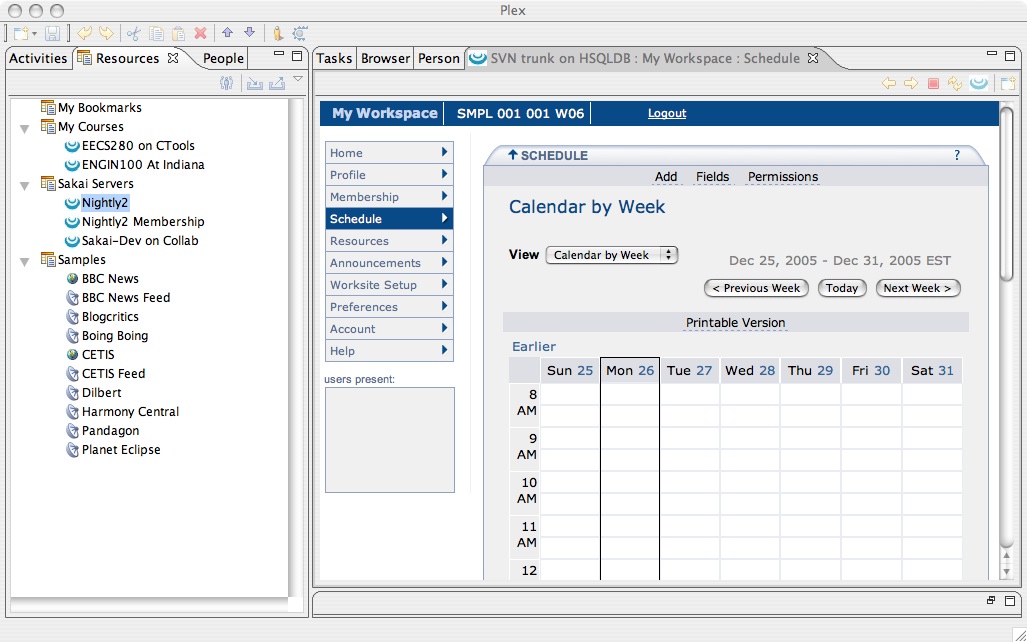 Plex
Activities Resources People
My Bookmarks
My Courses
EECS280 on CTools
ENGIN100 At Indiana
Sakai Servers
Nightly2
Nightly2 Membership
Sakai-Dev on Collab
Samples
BBC News
BBC News Feed
Blogcritics
Boing Boing
CETIS
CETIS Feed
Dilbert
Harmony Central
Pandagon
Planet Eclipse
Tasks Browser Person SVN trunk on HSQLDB : My Workspace : Schedule
My Workspace SMPL 001 001 W06 Logout
Home
Profile
Membership
Schedule
Resources
Announcements
Worksite Setup
Preferences
Account
Help
users present:
SCHEDULE ?
Add Fields Permissions
Calendar by Week
View Calendar by Week
Dec 25, 2005 - Dec 31, 2005 EST
< Previous Week Today Next Week >
Printable Version
Earlier
Sun 25 Mon 26 Tue 27 Wed 28 Thu 29 Fri 30 Sat 31
8
AM
9
AM
10
AM
11
AM
12